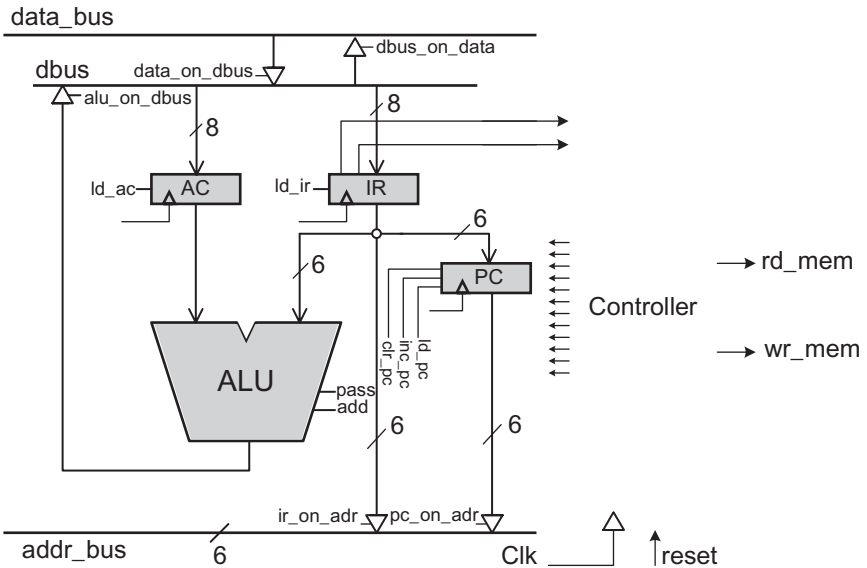 data_bus
dbus_on_data
dbus
data_on_dbus
alu_on_dbus
8
8
ld_ac
AC
ld_ir
IR
6
6
PC
rd_mem
Controller
clr_pc
inc_pc
ld_pc
wr_mem
ALU
pass
add
6
6
ir_on_adr
pc_on_adr
addr_bus
6
Clk
reset